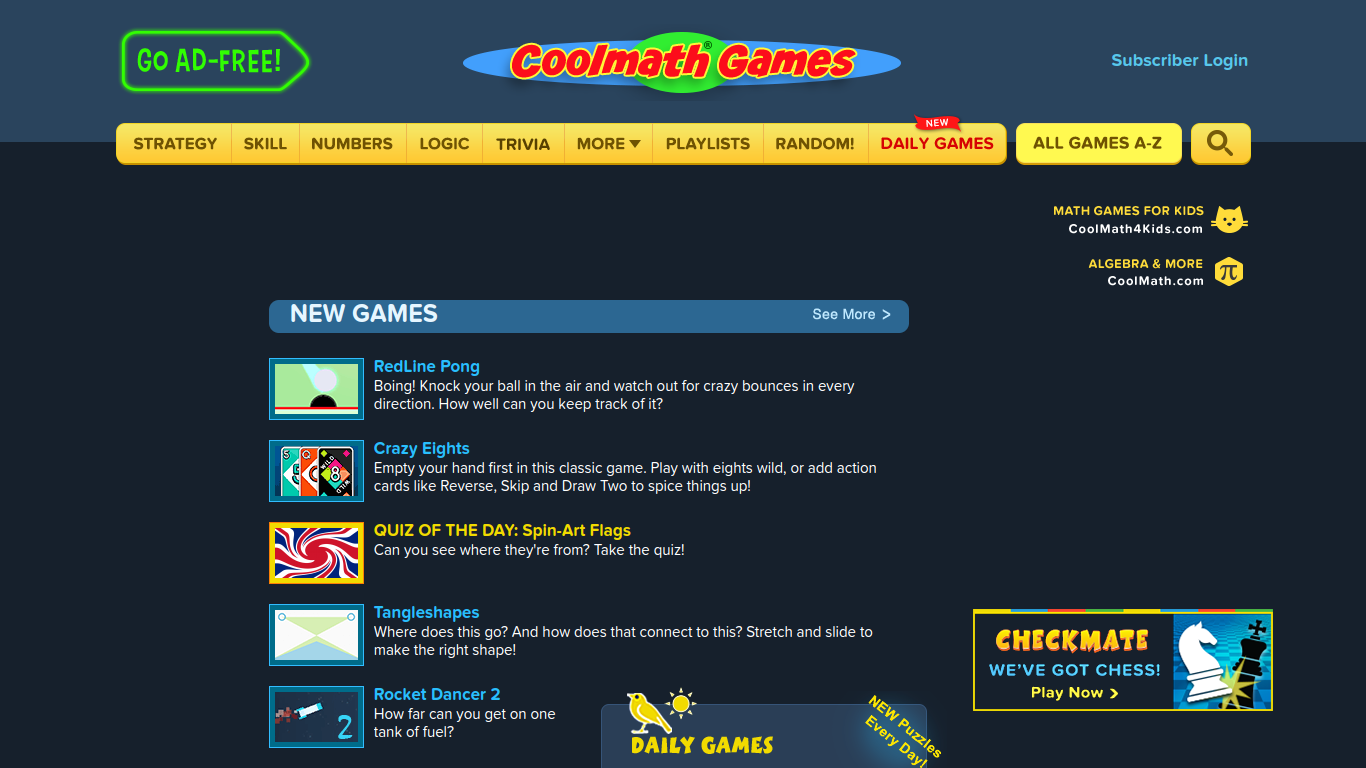 GO AD-FREE!
Coolmath Games®
Subscriber Login
STRATEGY SKILL NUMBERS LOGIC TRIVIA MORE PLAYLISTS RANDOM! NEW DAILY GAMES ALL GAMES A-Z
MATH GAMES FOR KIDS
CoolMath4Kids.com
ALGEBRA & MORE
CoolMath.com
π
NEW GAMES See More >
RedLine Pong
Boing! Knock your ball in the air and watch out for crazy bounces in every
direction. How well can you keep track of it?
Crazy Eights
Empty your hand first in this classic game. Play with eights wild, or add action
cards like Reverse, Skip and Draw Two to spice things up!
QUIZ OF THE DAY: Spin-Art Flags
Can you see where they're from? Take the quiz!
Tangleshapes
Where does this go? And how does that connect to this? Stretch and slide to
make the right shape!
Rocket Dancer 2
How far can you get on one
tank of fuel?
2
DAILY GAMES
NEW Puzzles
Every Day!
CHECKMATE
WE'VE GOT CHESS!
Play Now >